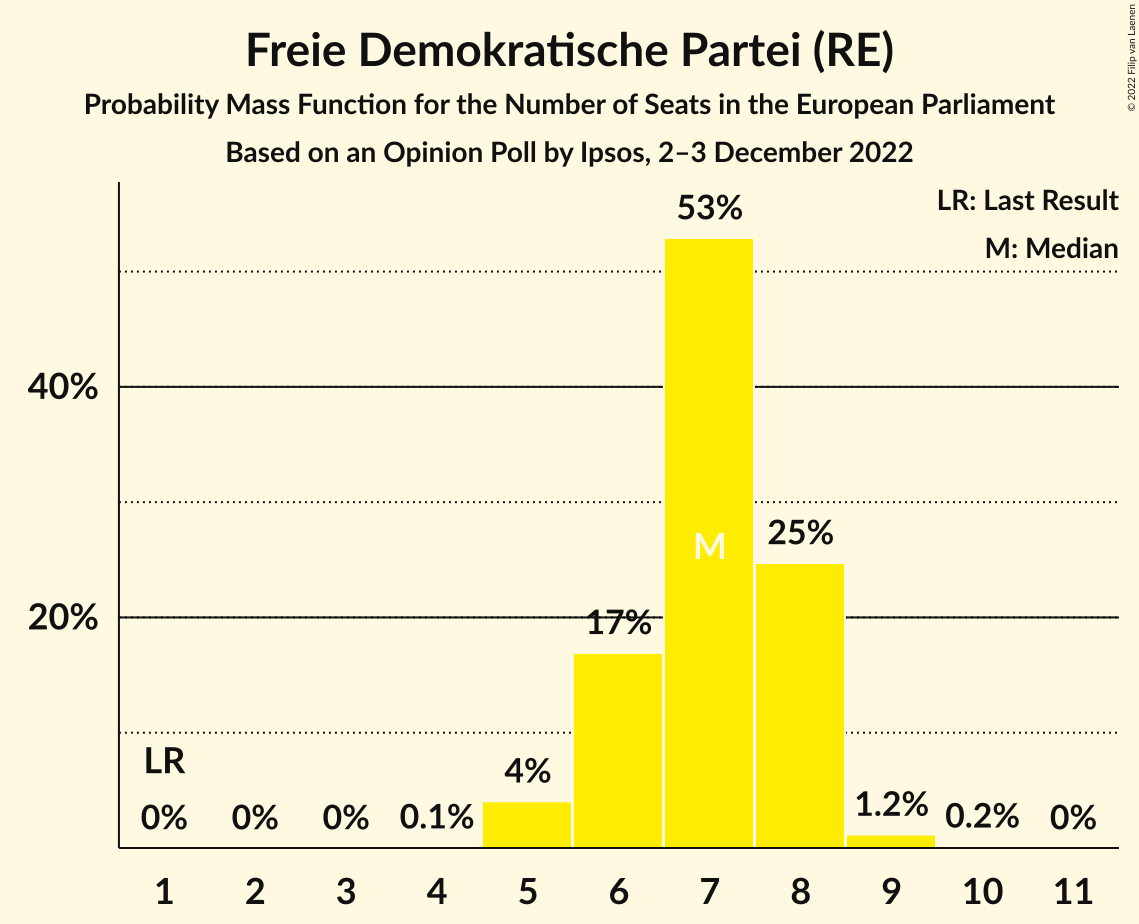 Freie Demokratische Partei (RE)
Probability Mass Function for the Number of Seats in the European Parliament
Based on an Opinion Poll by Ipsos, 2–3 December 2022
© 2022 Filip van Laenen
LR: Last Result
M: Median
53%
40%
M
25%
20%
17%
LR
4%
0%
0%
0%
0.1%
1.2%
0.2%
0%
1 2 3 4 5 6 7 8 9 10 11